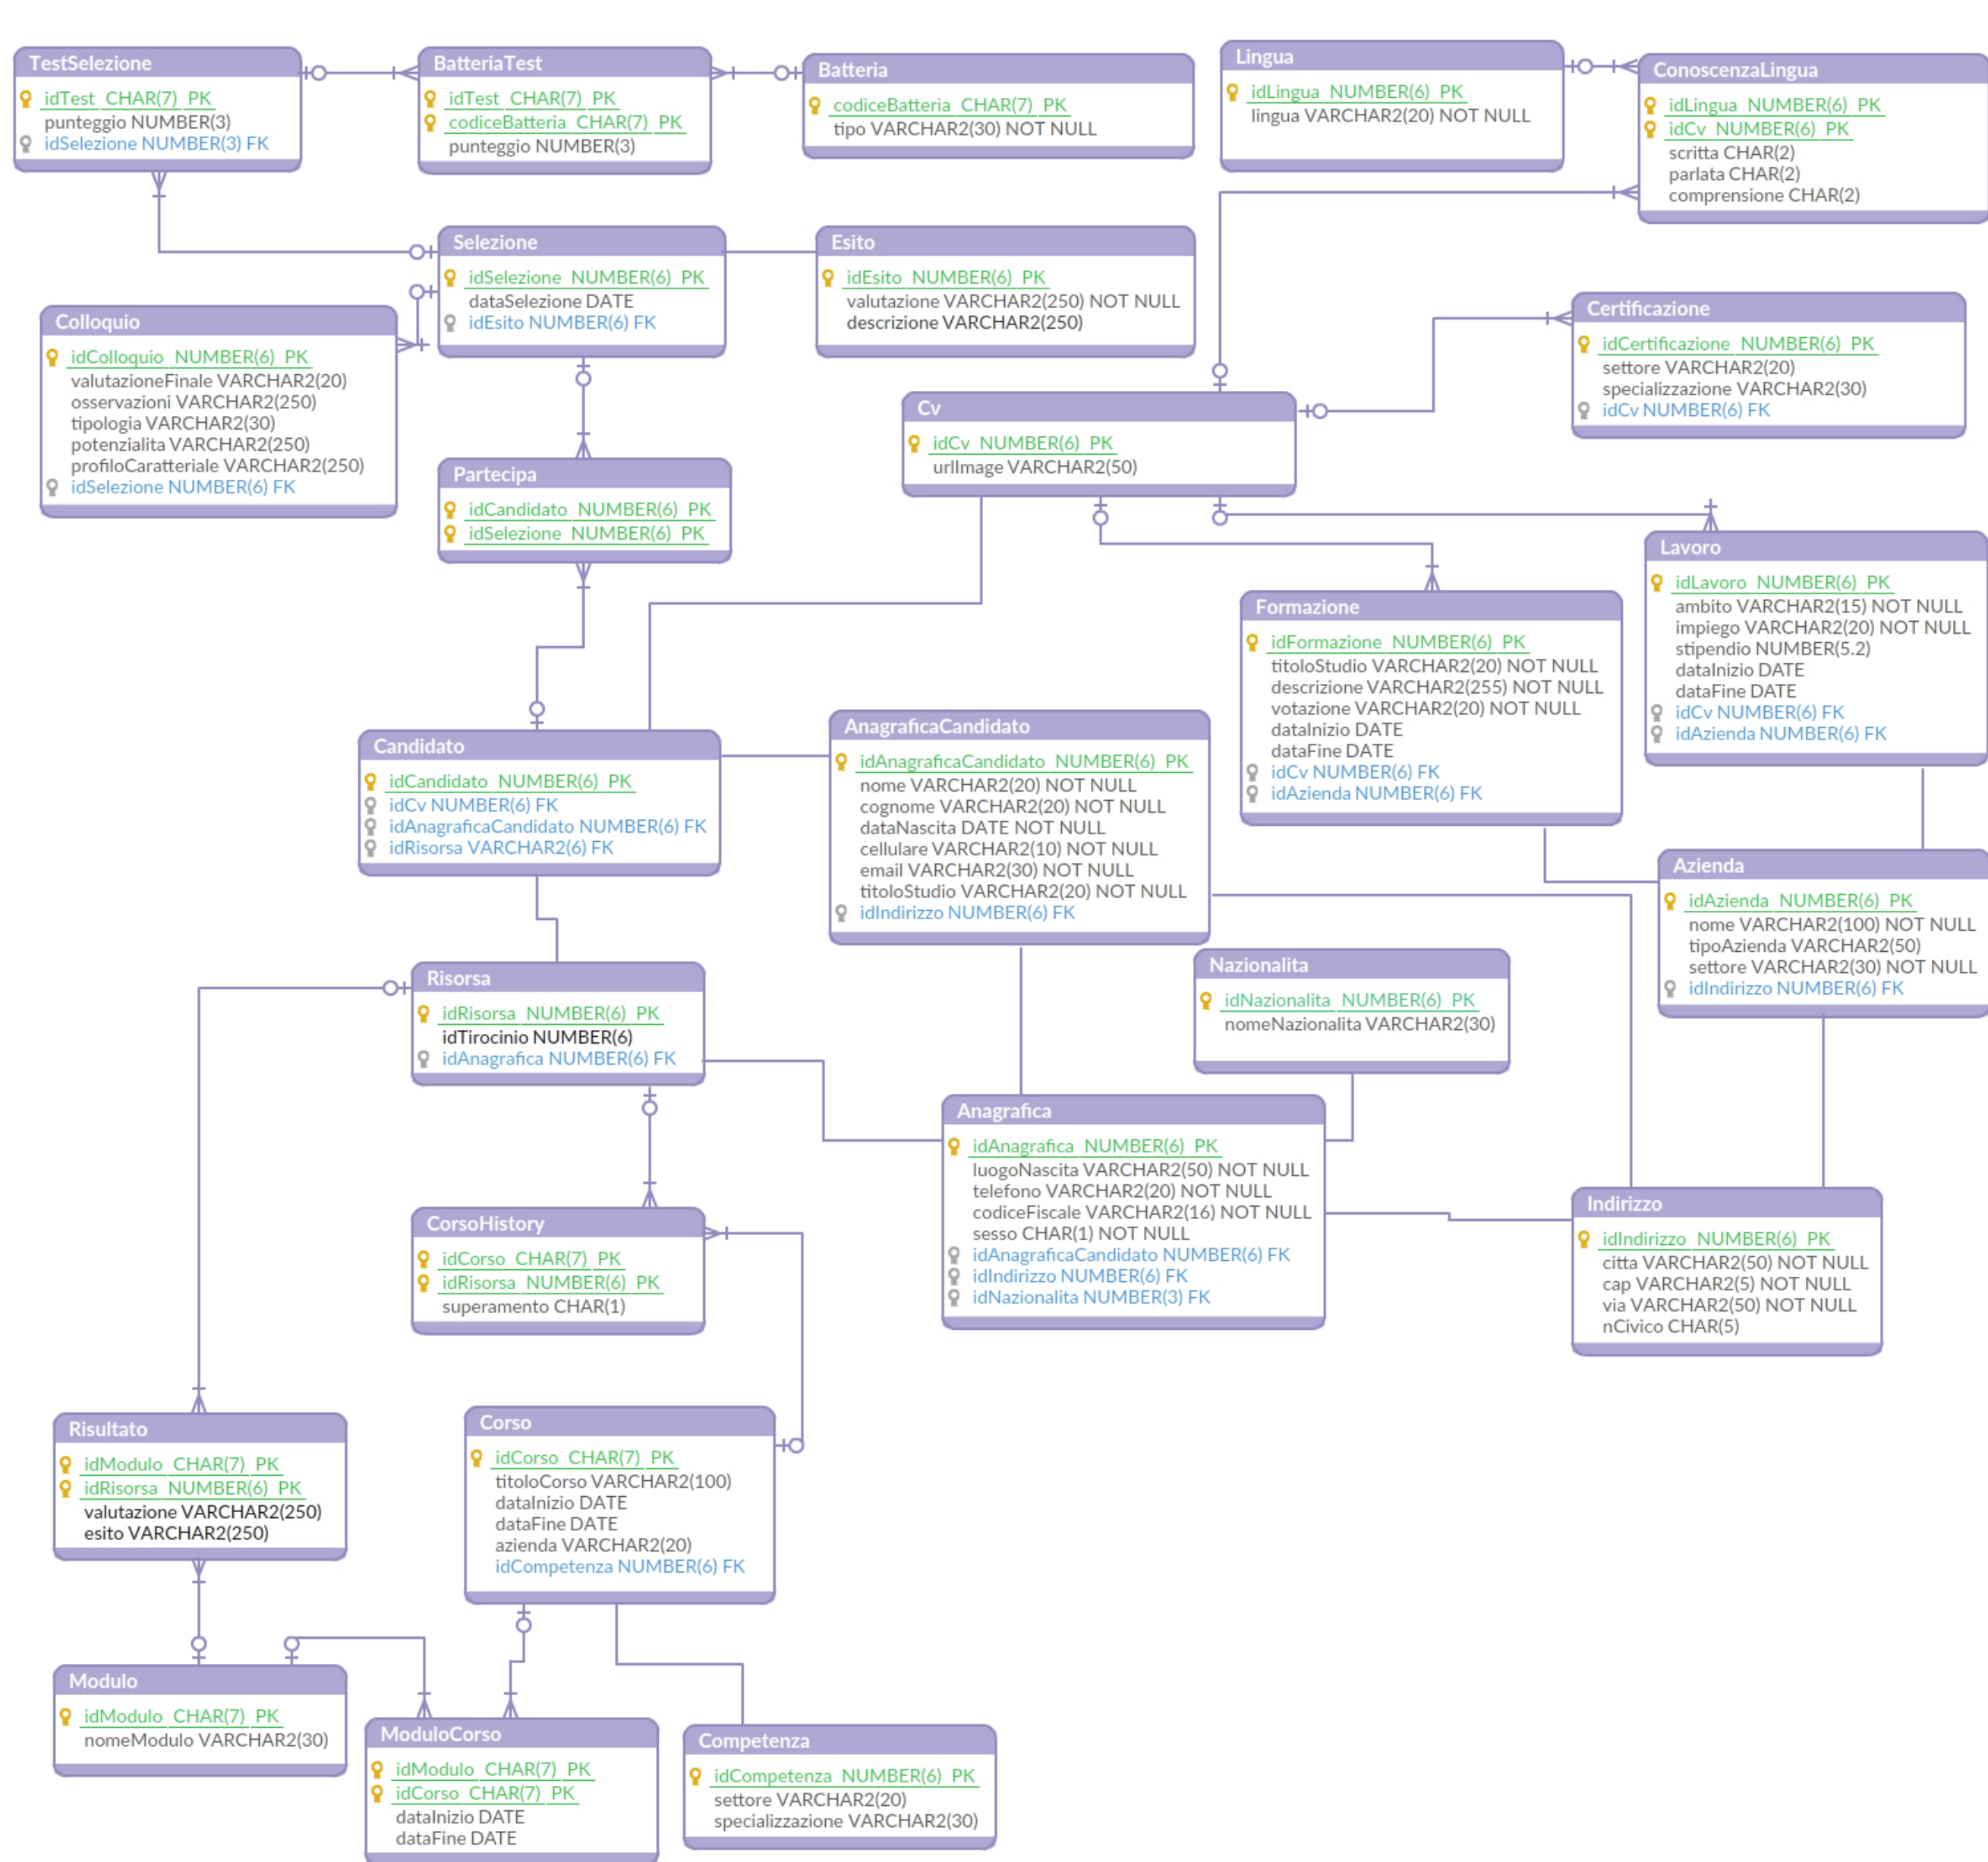 TestSelezione
idTest CHAR(7) PK
punteggio NUMBER(3)
idSelezione NUMBER(3) FK
BatteriaTest
idTest CHAR(7) PK
codiceBatteria CHAR(7) PK
punteggio NUMBER(3)
Batteria
codiceBatteria CHAR(7) PK
tipo VARCHAR2(30) NOT NULL
Lingua
idLingua NUMBER(6) PK
lingua VARCHAR2(20) NOT NULL
ConoscenzaLingua
idLingua NUMBER(6) PK
idCv NUMBER(6) PK
scritta CHAR(2)
parlata CHAR(2)
comprensione CHAR(2)
Selezione
idSelezione NUMBER(6) PK
dataSelezione DATE
idEsito NUMBER(6) FK
Esito
idEsito NUMBER(6) PK
valutazione VARCHAR2(250) NOT NULL
descrizione VARCHAR2(250)
Colloquio
idColloquio NUMBER(6) PK
valutazioneFinale VARCHAR2(20)
osservazioni VARCHAR2(250)
tipologia VARCHAR2(30)
potenzialita VARCHAR2(250)
profiloCaratteriale VARCHAR2(250)
idSelezione NUMBER(6) FK
Certificazione
idCertificazione NUMBER(6) PK
settore VARCHAR2(20)
specializzazione VARCHAR2(30)
idCv NUMBER(6) FK
Cv
idCv NUMBER(6) PK
urlImage VARCHAR2(50)
Partecipa
idCandidato NUMBER(6) PK
idSelezione NUMBER(6) PK
Lavoro
idLavoro NUMBER(6) PK
ambito VARCHAR2(15) NOT NULL
impiego VARCHAR2(20) NOT NULL
stipendio NUMBER(5.2)
dataInizio DATE
dataFine DATE
idCv NUMBER(6) FK
idAzienda NUMBER(6) FK
Formazione
idFormazione NUMBER(6) PK
titoloStudio VARCHAR2(20) NOT NULL
descrizione VARCHAR2(255) NOT NULL
votazione VARCHAR2(20) NOT NULL
dataInizio DATE
dataFine DATE
idCv NUMBER(6) FK
idAzienda NUMBER(6) FK
Candidato
idCandidato NUMBER(6) PK
idCv NUMBER(6) FK
idAnagraficaCandidato NUMBER(6) FK
idRisorsa VARCHAR2(6) FK
AnagraficaCandidato
idAnagraficaCandidato NUMBER(6) PK
nome VARCHAR2(20) NOT NULL
cognome VARCHAR2(20) NOT NULL
dataNascita DATE NOT NULL
cellulare VARCHAR2(10) NOT NULL
email VARCHAR2(30) NOT NULL
titoloStudio VARCHAR2(20) NOT NULL
idIndirizzo NUMBER(6) FK
Azienda
idAzienda NUMBER(6) PK
nome VARCHAR2(100) NOT NULL
tipoAzienda VARCHAR2(50)
settore VARCHAR2(30) NOT NULL
idIndirizzo NUMBER(6) FK
Risorsa
idRisorsa NUMBER(6) PK
idTirocinio NUMBER(6)
idAnagrafica NUMBER(6) FK
Nazionalita
idNazionalita NUMBER(6) PK
nomeNazionalita VARCHAR2(30)
Anagrafica
idAnagrafica NUMBER(6) PK
luogoNascita VARCHAR2(50) NOT NULL
telefono VARCHAR2(20) NOT NULL
codiceFiscale VARCHAR2(16) NOT NULL
sesso CHAR(1) NOT NULL
idAnagraficaCandidato NUMBER(6) FK
idIndirizzo NUMBER(6) FK
idNazionalita NUMBER(3) FK
Indirizzo
idIndirizzo NUMBER(6) PK
citta VARCHAR2(50) NOT NULL
cap VARCHAR2(5) NOT NULL
via VARCHAR2(50) NOT NULL
nCivico CHAR(5)
CorsoHistory
idCorso CHAR(7) PK
idRisorsa NUMBER(6) PK
superamento CHAR(1)
Risultato
idModulo CHAR(7) PK
idRisorsa NUMBER(6) PK
valutazione VARCHAR2(250)
esito VARCHAR2(250)
Corso
idCorso CHAR(7) PK
titoloCorso VARCHAR2(100)
dataInizio DATE
dataFine DATE
azienda VARCHAR2(20)
idCompetenza NUMBER(6) FK
Modulo
idModulo CHAR(7) PK
nomeModulo VARCHAR2(30)
ModuloCorso
idModulo CHAR(7) PK
idCorso CHAR(7) PK
dataInizio DATE
dataFine DATE
Competenza
idCompetenza NUMBER(6) PK
settore VARCHAR2(20)
specializzazione VARCHAR2(30)